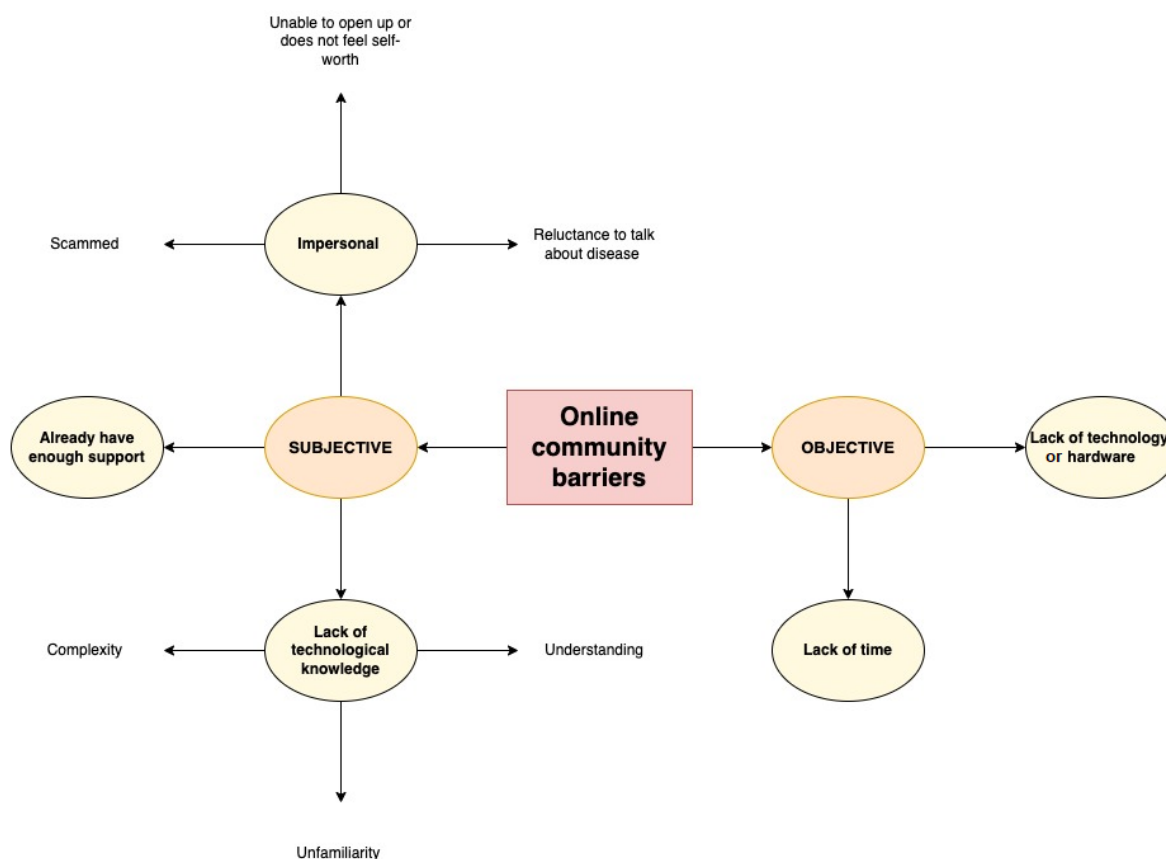 Unable to open up or
does not feel self-
worth
Scammed
Impersonal
Reluctance to talk
about disease
Already have
enough support
SUBJECTIVE
Online
community
barriers
OBJECTIVE
Lack of technology
or hardware
Complexity
Lack of
technological
knowledge
Understanding
Lack of time
Unfamiliarity